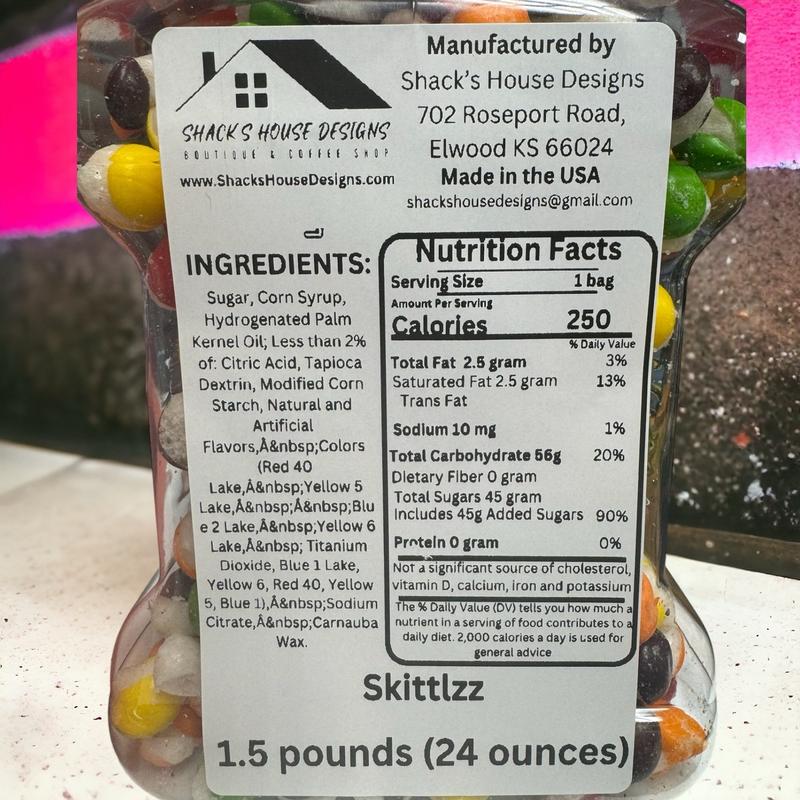 SHACK'S HOUSE DESIGNS
BOUTIQUE & COFFEE SHOP
www.ShacksHouseDesigns.com
Manufactured by
Shack's House Designs
702 Roseport Road,
Elwood KS 66024
Made in the USA
shackshousedesigns@gmail.com
INGREDIENTS:
Sugar, Corn Syrup,
Hydrogenated Palm
Kernel Oil; Less than 2%
of: Citric Acid, Tapioca
Dextrin, Modified Corn
Starch, Natural and
Artificial
Flavors,Â&nbsp;Colors
(Red 40
Lake,Â&nbsp;Yellow 5
Lake,Â&nbsp;Â&nbsp;Blu
e 2 Lake,Â&nbsp;Yellow 6
Lake,Â&nbsp; Titanium
Dioxide, Blue 1 Lake,
Yellow 6, Red 40, Yellow
5, Blue 1),Â&nbsp;Sodium
Citrate,Â&nbsp;Carnauba
Wax.
Nutrition Facts
Serving Size 1 bag
Amount Per Serving
Calories 250
% Daily Value
Total Fat 2.5 gram 3%
Saturated Fat 2.5 gram 13%
Trans Fat
Sodium 10 mg 1%
Total Carbohydrate 56g 20%
Dietary Fiber 0 gram
Total Sugars 45 gram
Includes 45g Added Sugars 90%
Protein 0 gram 0%
Not a significant source of cholesterol,
vitamin D, calcium, iron and potassium
The % Daily Value (DV) tells you how much a
nutrient in a serving of food contributes to a
daily diet. 2,000 calories a day is used for
general advice
Skittlzz
1.5 pounds (24 ounces)